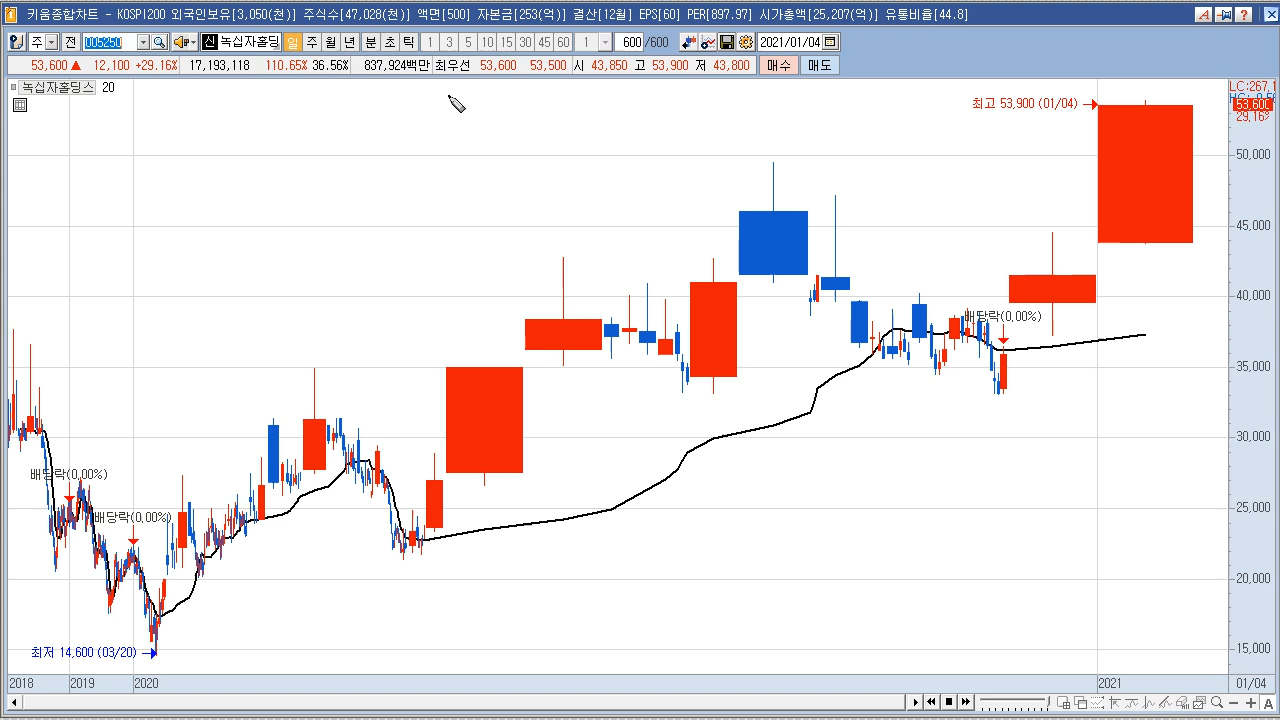 키움종합차트 - KOSPI200 외국인보유[3,050(천)] 주식수[47,028(천)] 액면[500] 자본금[253(억)] 결산[12월] EPS[60] PER[897.97] 시가총액[25,207(억)] 유통비율[44.8]
주 전 005250 신 녹십자홀딩 일 주 월 년 분 초 틱 1 3 5 10 15 30 45 60 1 600 /600 2021/01/04
53,600 ▲ 12,100 +29.16% 17,193,118 110.65% 36.56% 837,924백만 최우선 53,600 53,500 시 43,850 고 53,900 저 43,800 매수 매도
녹십자홀딩스 20
LC:267.1
최고 53,900 (01/04)
53,600
29.16%
50,000
45,000
40,000
배당락(0,00%)
35,000
30,000
배당락(0,00%)
25,000
배당락(0,00%)
20,000
최저 14,600 (03/20)
15,000
2018 2019 2020 2021 01/04
A